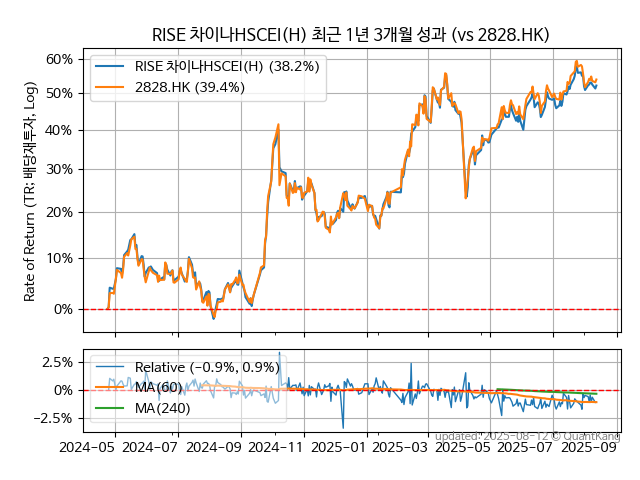 RISE 차이나HSCEI(H) 최근 1년 3개월 성과 (vs 2828.HK)
Rate of Return (TR; 배당재투자, Log)
60%
50%
40%
30%
20%
10%
0%
RISE 차이나HSCEI(H) (38.2%)
2828.HK (39.4%)
2.5%
0%
−2.5%
Relative (−0.9%, 0.9%)
MA(60)
MA(240)
2024-05 2024-07 2024-09 2024-11 2025-01 2025-03 2025-05 2025-07 2025-09
updated: 2025-08-12 © QuantKang